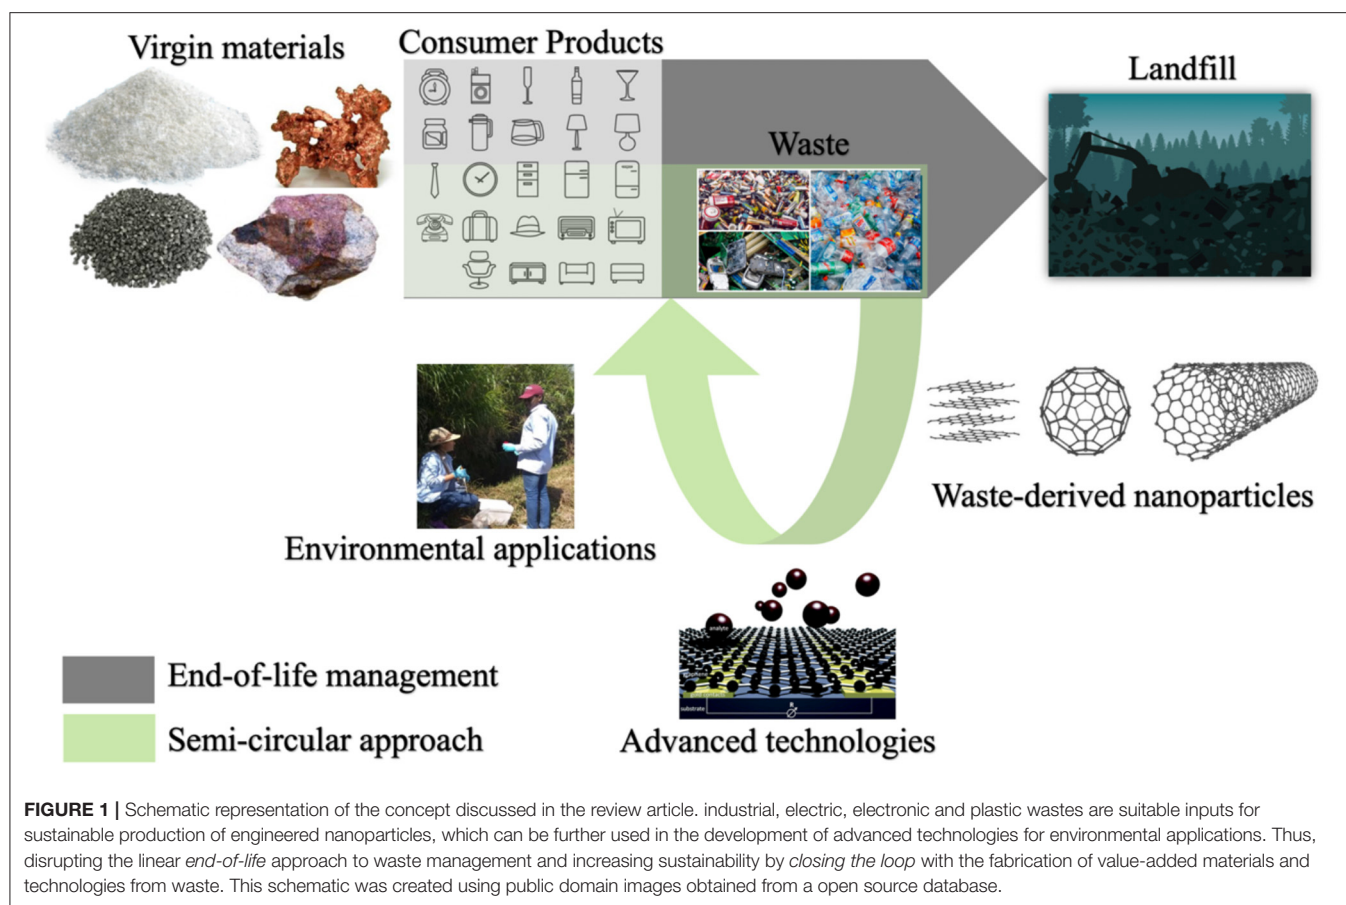 Virgin materials
Consumer Products
Landfill
Waste
Waste-derived nanoparticles
Environmental applications
analyte
substrate
R
Advanced technologies
End-of-life management
Semi-circular approach
FIGURE 1 | Schematic representation of the concept discussed in the review article. industrial, electric, electronic and plastic wastes are suitable inputs for
sustainable production of engineered nanoparticles, which can be further used in the development of advanced technologies for environmental applications. Thus,
disrupting the linear end-of-life approach to waste management and increasing sustainability by closing the loop with the fabrication of value-added materials and
technologies from waste. This schematic was created using public domain images obtained from a open source database.